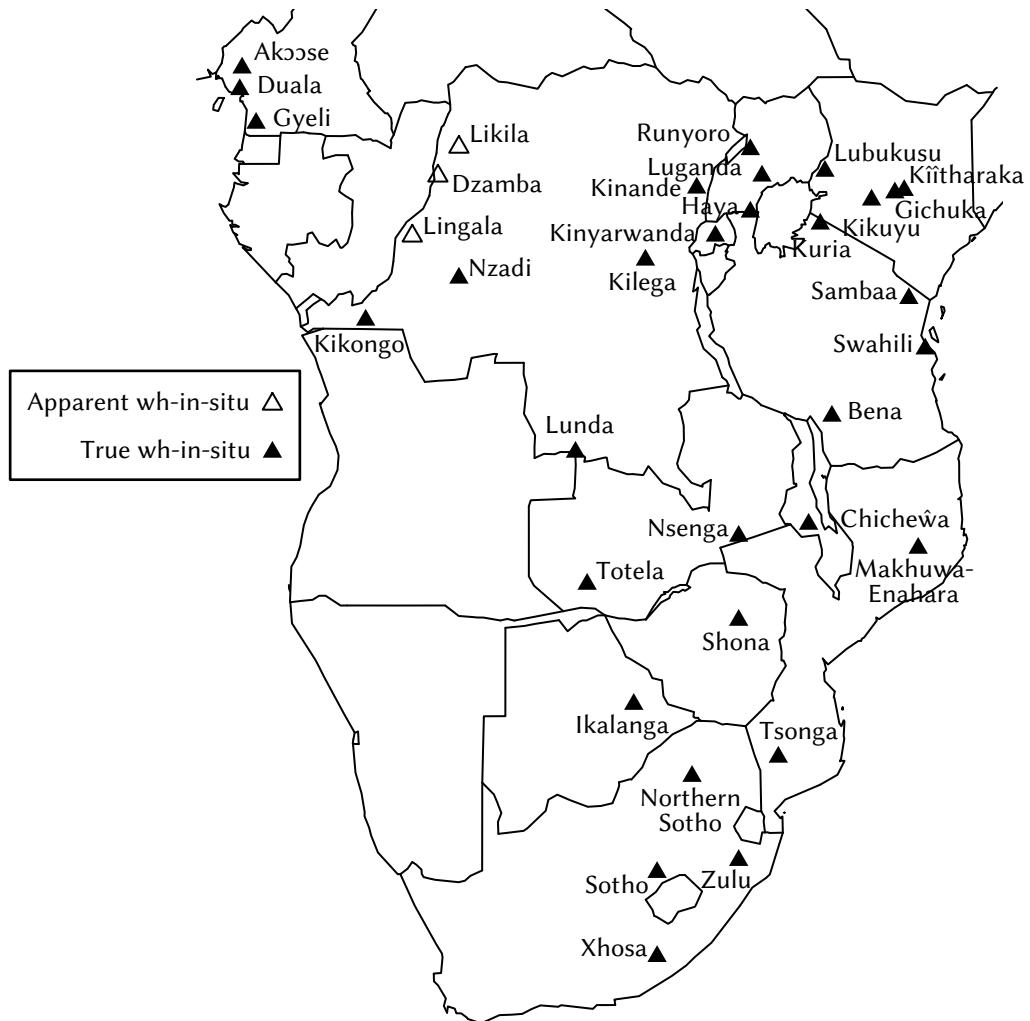 Akɔɔse
Duala
Gyeli
Likila
Dzamba
Lingala
Nzadi
Kikongo
Runyoro
Luganda
Kinande
Haya
Kinyarwanda
Kilega
Lubukusu
Kîîtharaka
Gichuka
Kikuyu
Kuria
Sambaa
Swahili
Bena
Apparent wh-in-situ
True wh-in-situ
Lunda
Nsenga
Chicheŵa
Makhuwa-
Enahara
Totela
Shona
Ikalanga
Tsonga
Northern
Sotho
Sotho
Zulu
Xhosa